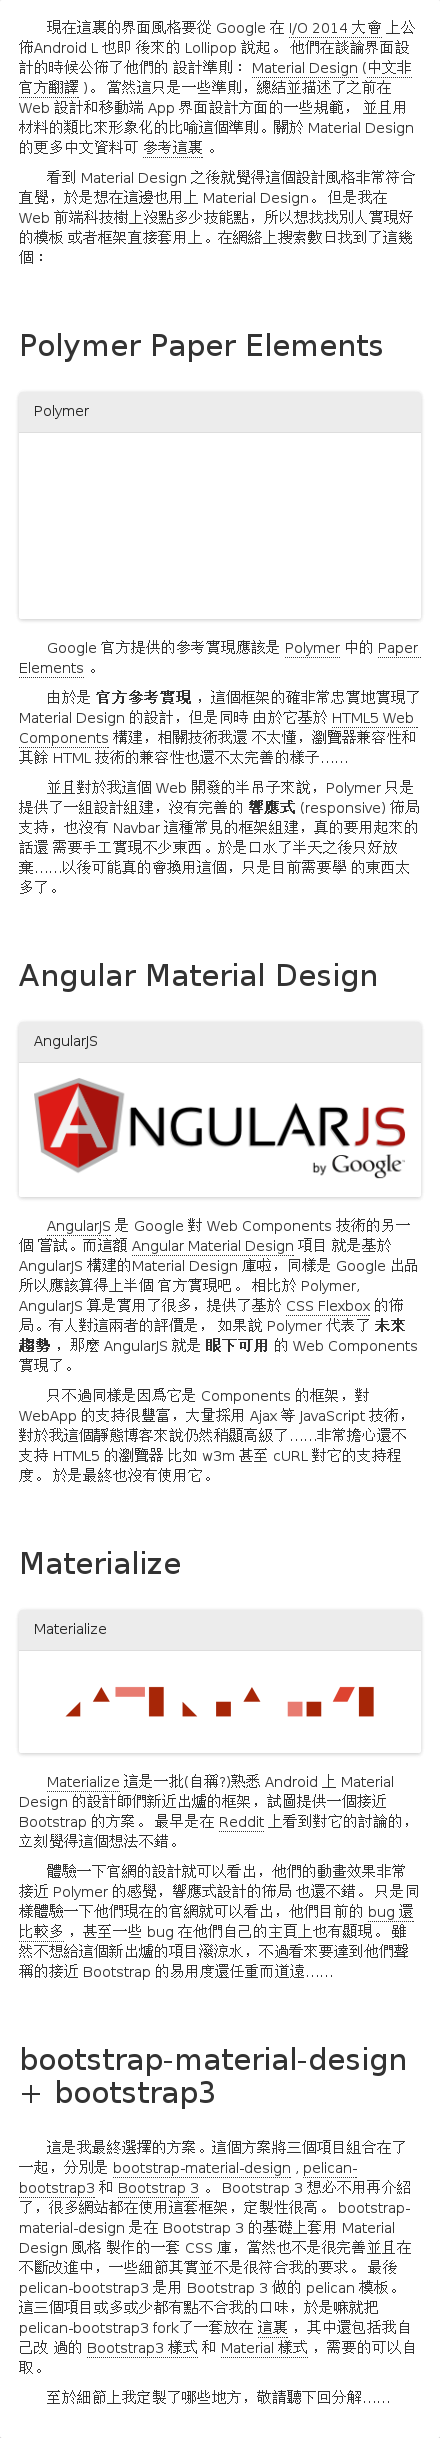 現在這裏的界面風格要從 Google 在 I/O 2014 大會 上公
佈Android L 也即 後來的 Lollipop 說起。 他們在談論界面設
計的時候公佈了他們的 設計準則： Material Design (中文非
官方翻譯 )。 當然這只是一些準則，總結並描述了之前在
Web 設計和移動端 App 界面設計方面的一些規範， 並且用
材料的類比來形象化的比喻這個準則。關於 Material Design
的更多中文資料可 參考這裏 。
看到 Material Design 之後就覺得這個設計風格非常符合
直覺，於是想在這邊也用上 Material Design。 但是我在
Web 前端科技樹上沒點多少技能點，所以想找找別人實現好
的模板 或者框架直接套用上。在網絡上搜索數日找到了這幾
個：
Polymer Paper Elements
Polymer
Google 官方提供的參考實現應該是 Polymer 中的 Paper
Elements 。
由於是 官方參考實現 ，這個框架的確非常忠實地實現了
Material Design 的設計，但是同時 由於它基於 HTML5 Web
Components 構建，相關技術我還 不太懂，瀏覽器兼容性和
其餘 HTML 技術的兼容性也還不太完善的樣子……
並且對於我這個 Web 開發的半吊子來說，Polymer 只是
提供了一組設計組建，沒有完善的 響應式 (responsive) 佈局
支持，也沒有 Navbar 這種常見的框架組建，真的要用起來的
話還 需要手工實現不少東西。於是口水了半天之後只好放
棄……以後可能真的會換用這個，只是目前需要學 的東西太
多了。
Angular Material Design
AngularJS
ANGULARJS
by Google
AngularJS 是 Google 對 Web Components 技術的另一
個 嘗試。而這額 Angular Material Design 項目 就是基於
AngularJS 構建的Material Design 庫啦，同樣是 Google 出品
所以應該算得上半個 官方實現吧。 相比於 Polymer,
AngularJS 算是實用了很多，提供了基於 CSS Flexbox 的佈
局。有人對這兩者的評價是， 如果說 Polymer 代表了 未來
趨勢 ，那麼 AngularJS 就是 眼下可用 的 Web Components
實現了。
只不過同樣是因爲它是 Components 的框架，對
WebApp 的支持很豐富，大量採用 Ajax 等 JavaScript 技術，
對於我這個靜態博客來說仍然稍顯高級了……非常擔心還不
支持 HTML5 的瀏覽器 比如 w3m 甚至 cURL 對它的支持程
度。 於是最終也沒有使用它。
Materialize
Materialize
Materialize 這是一批(自稱?)熟悉 Android 上 Material
Design 的設計師們新近出爐的框架，試圖提供一個接近
Bootstrap 的方案。 最早是在 Reddit 上看到對它的討論的，
立刻覺得這個想法不錯。
體驗一下官網的設計就可以看出，他們的動畫效果非常
接近 Polymer 的感覺，響應式設計的佈局 也還不錯。 只是同
樣體驗一下他們現在的官網就可以看出，他們目前的 bug 還
比較多 ，甚至一些 bug 在他們自己的主頁上也有顯現。 雖
然不想給這個新出爐的項目潑涼水，不過看來要達到他們聲
稱的接近 Bootstrap 的易用度還任重而道遠……
bootstrap-material-design
+ bootstrap3
這是我最終選擇的方案。這個方案將三個項目組合在了
一起，分別是 bootstrap-material-design , pelican-
bootstrap3 和 Bootstrap 3 。 Bootstrap 3 想必不用再介紹
了，很多網站都在使用這套框架，定製性很高。 bootstrap-
material-design 是在 Bootstrap 3 的基礎上套用 Material
Design 風格 製作的一套 CSS 庫，當然也不是很完善並且在
不斷改進中，一些細節其實並不是很符合我的要求。 最後
pelican-bootstrap3 是用 Bootstrap 3 做的 pelican 模板。
這三個項目或多或少都有點不合我的口味，於是嘛就把
pelican-bootstrap3 fork了一套放在 這裏 ，其中還包括我自
己改 過的 Bootstrap3 樣式 和 Material 樣式 ，需要的可以自
取。
至於細節上我定製了哪些地方，敬請聽下回分解……